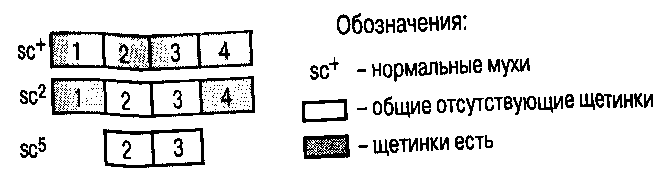 Обозначения:
sc+ 1 2 3 4
sc+ – нормальные мухи
sc2 1 2 3 4
– общие отсутствующие щетинки
sc5 2 3
– щетинки есть